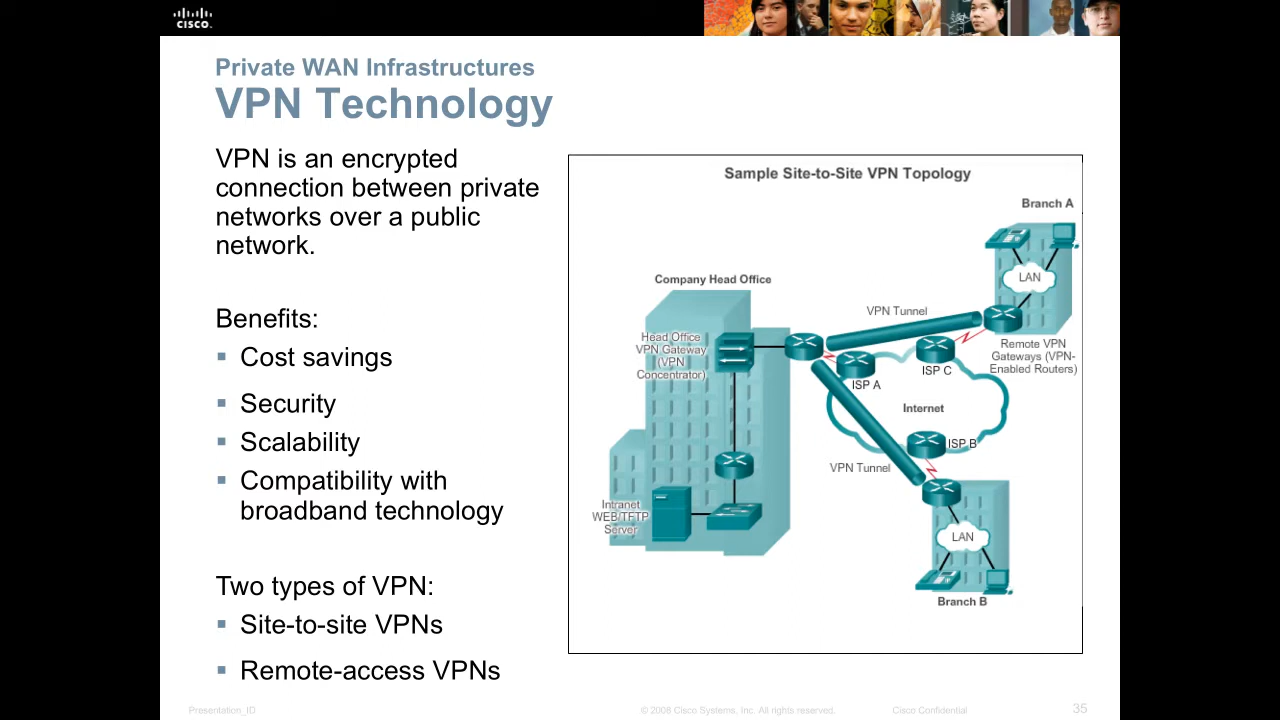 CISCO.
Private WAN Infrastructures
VPN Technology
VPN is an encrypted
connection between private
networks over a public
network.
Benefits:
Cost savings
Security
Scalability
Compatibility with
broadband technology
Two types of VPN:
Site-to-site VPNs
Remote-access VPNs
Sample Site-to-Site VPN Topology
Branch A
LAN
Company Head Office
VPN Tunnel
Head Office
VPN Gateway
(VPN
Concentrator)
Remote VPN
Gateways (VPN-
Enabled Routers)
ISP A
ISP C
Internet
ISP B
VPN Tunnel
Intranet
WEB/TFTP
Server
LAN
Branch B
Presentation_ID
© 2008 Cisco Systems, Inc. All rights reserved.
Cisco Confidential
35